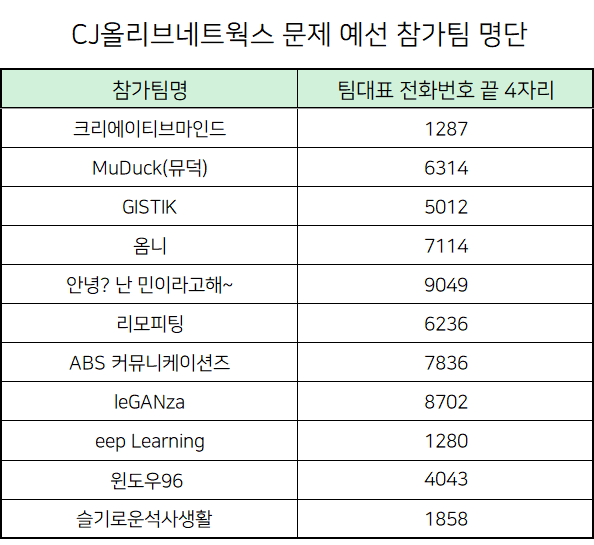 CJ올리브네트웍스 문제 예선 참가팀 명단
참가팀명 팀대표 전화번호 끝 4자리
크리에이티브마인드 1287
MuDuck(뮤덕) 6314
GISTIK 5012
옴니 7114
안녕? 난 민이라고해~ 9049
리모피팅 6236
ABS 커뮤니케이션즈 7836
leGANza 8702
eep Learning 1280
윈도우96 4043
슬기로운석사생활 1858